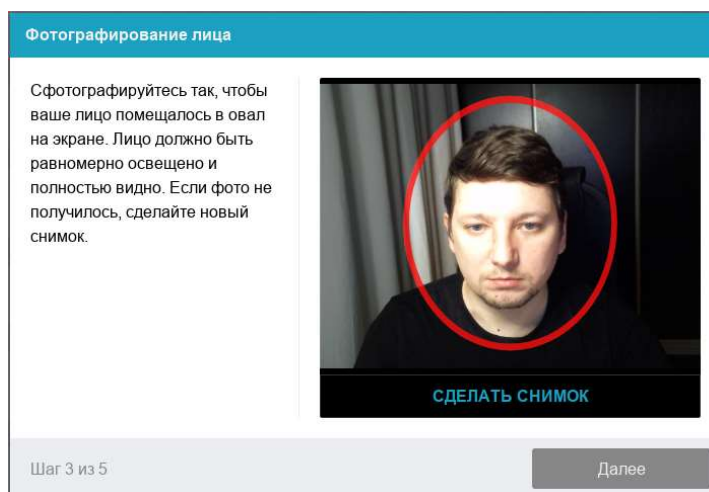 Фотографирование лица
Сфотографируйтесь так, чтобы
ваше лицо помещалось в овал
на экране. Лицо должно быть
равномерно освещено и
полностью видно. Если фото не
получилось, сделайте новый
снимок.
СДЕЛАТЬ СНИМОК
Шаг 3 из 5
Далее